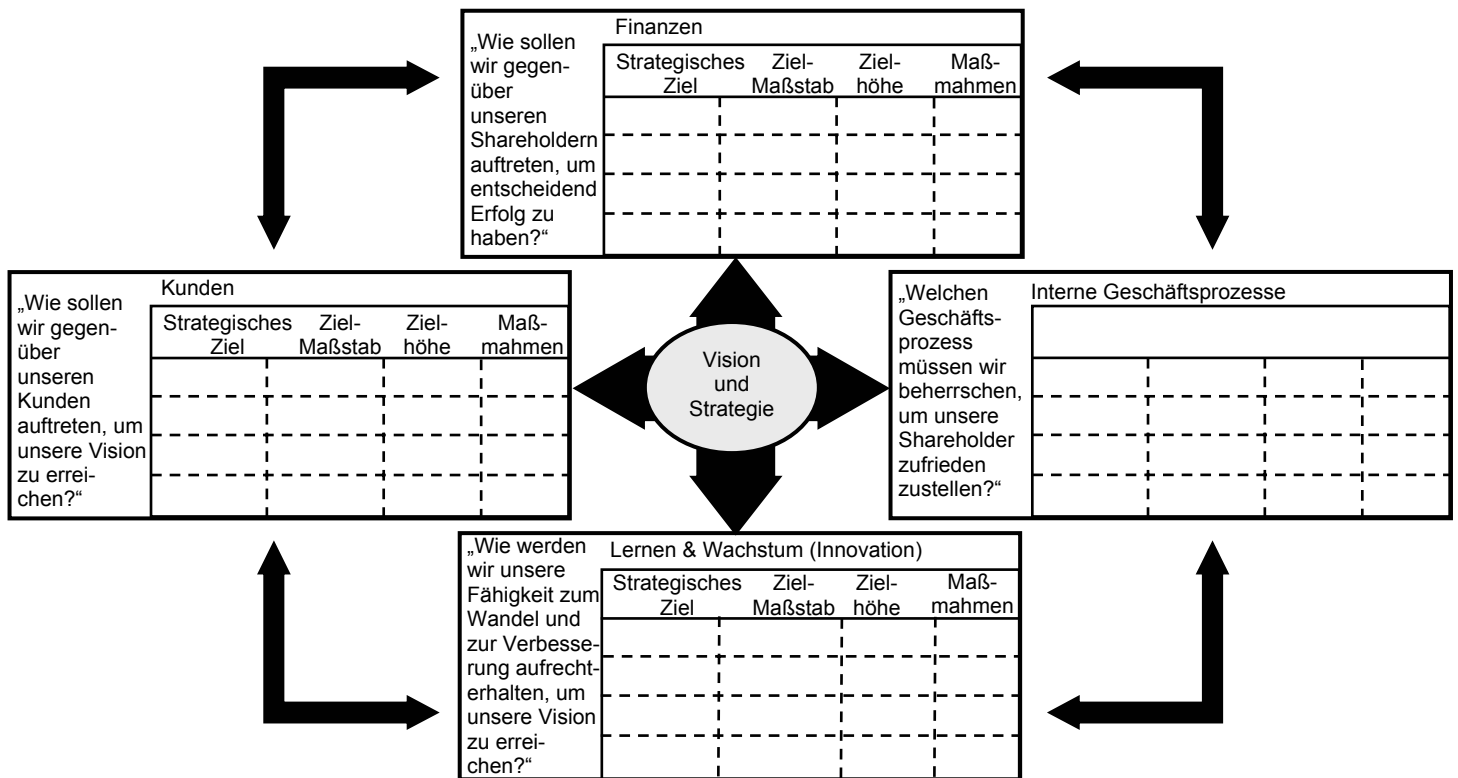 Finanzen
„Wie sollen
wir gegen-
über
unseren
Shareholdern
auftreten, um
entscheidend
Erfolg zu
haben?“
Strategisches Ziel- Ziel- Maß-
Ziel Maßstab höhe mahmen
Kunden
„Wie sollen
wir gegen-
über
unseren
Kunden
auftreten, um
unsere Vision
zu errei-
chen?“
Strategisches Ziel- Ziel- Maß-
Ziel Maßstab höhe mahmen
Vision
und
Strategie
Interne Geschäftsprozesse
„Welchen
Geschäfts-
prozess
müssen wir
beherrschen,
um unsere
Shareholder
zufrieden
zustellen?“
Lernen & Wachstum (Innovation)
„Wie werden
wir unsere
Fähigkeit zum
Wandel und
zur Verbesse-
rung aufrecht-
erhalten, um
unsere Vision
zu errei-
chen?“
Strategisches Ziel- Ziel- Maß-
Ziel Maßstab höhe mahmen